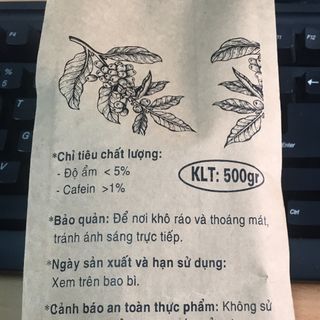 *Chỉ tiêu chất lượng:
- Độ ẩm < 5%
- Cafein >1%
KLT: 500gr
*Bảo quản: Để nơi khô ráo và thoáng mát,
tránh ánh sáng trực tiếp.
*Ngày sản xuất và hạn sử dụng:
Xem trên bao bì.
*Cảnh báo an toàn thực phẩm: Không sử